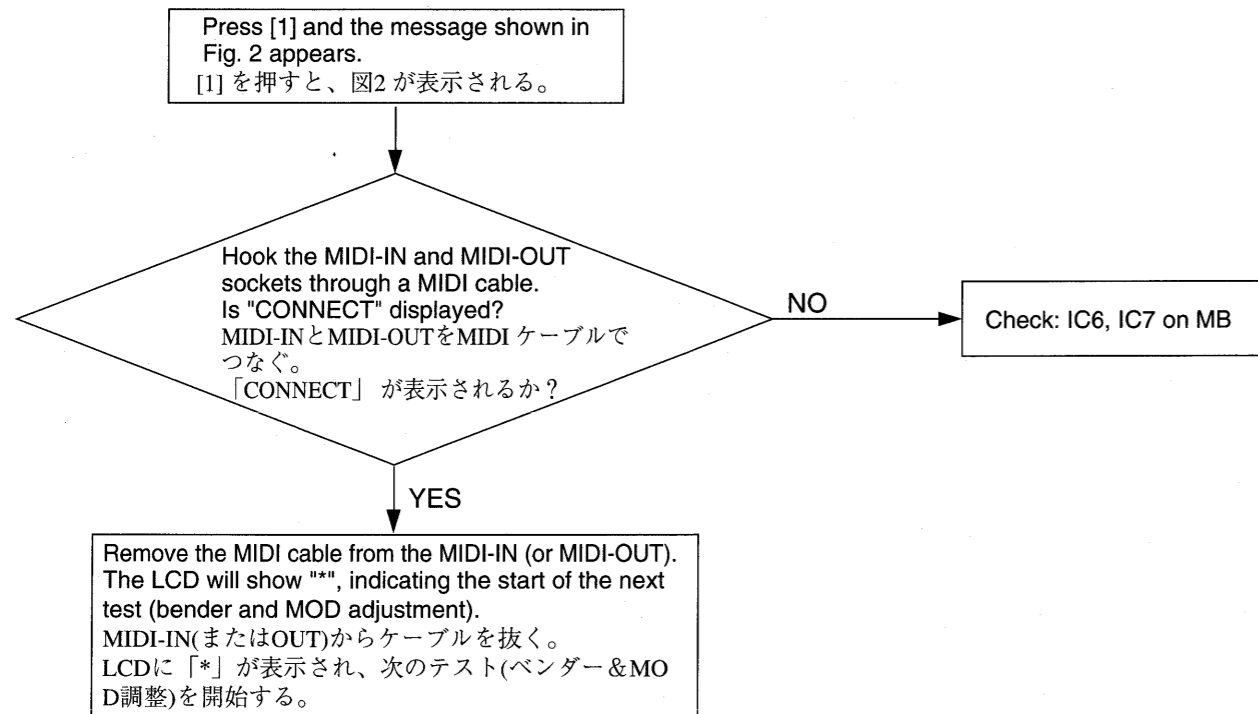 Press [1] and the message shown in
Fig. 2 appears.
[1] を押すと、図2 が表示される。
Hook the MIDI-IN and MIDI-OUT
sockets through a MIDI cable.
Is "CONNECT" displayed?
MIDI-INとMIDI-OUTをMIDI ケーブルで
つなぐ。
「CONNECT」 が表示されるか？
NO
Check: IC6, IC7 on MB
YES
Remove the MIDI cable from the MIDI-IN (or MIDI-OUT).
The LCD will show "*", indicating the start of the next
test (bender and MOD adjustment).
MIDI-IN(またはOUT)からケーブルを抜く。
LCDに「*」が表示され、次のテスト(ベンダー＆MO
D調整)を開始する。